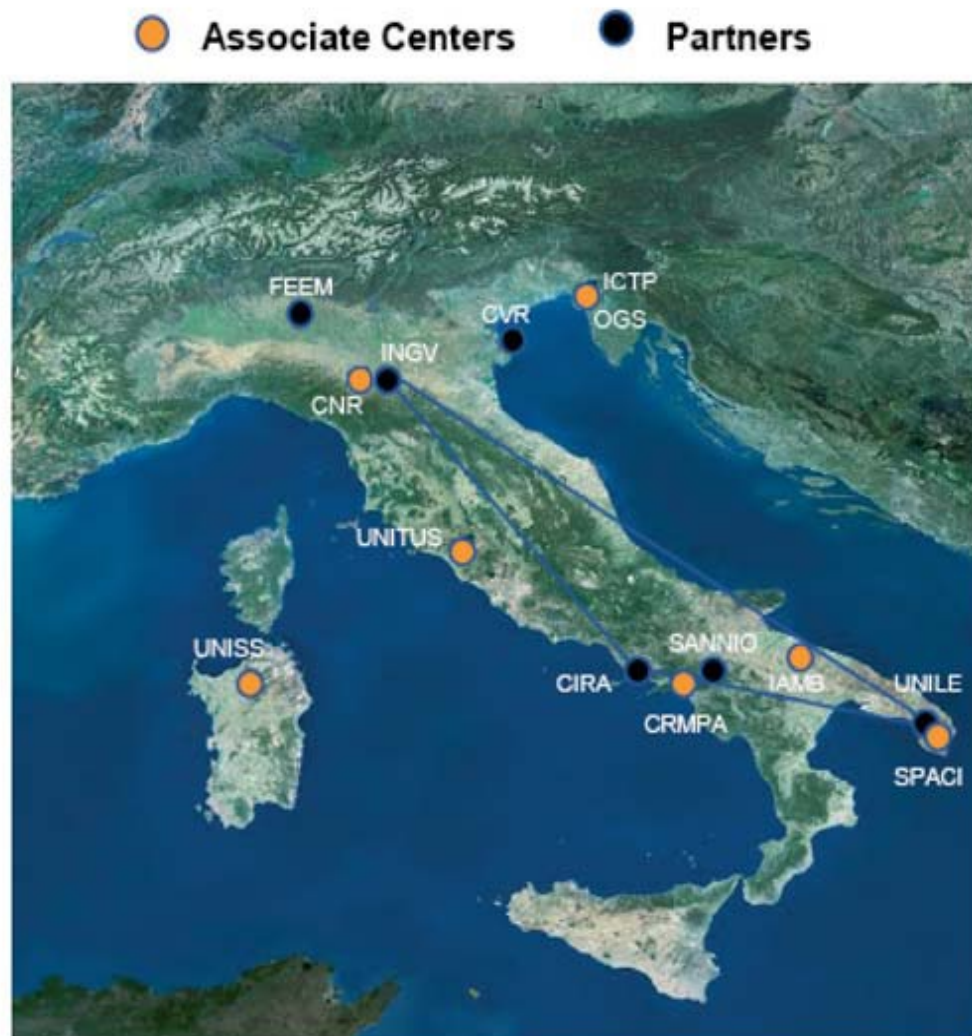 Associate Centers Partners
FEEM
ICTP
OGS
CVR
INGV
CNR
UNITUS
UNISS
SANNIO
CIRA
IAMB
UNILE
CRMPA
SPACI